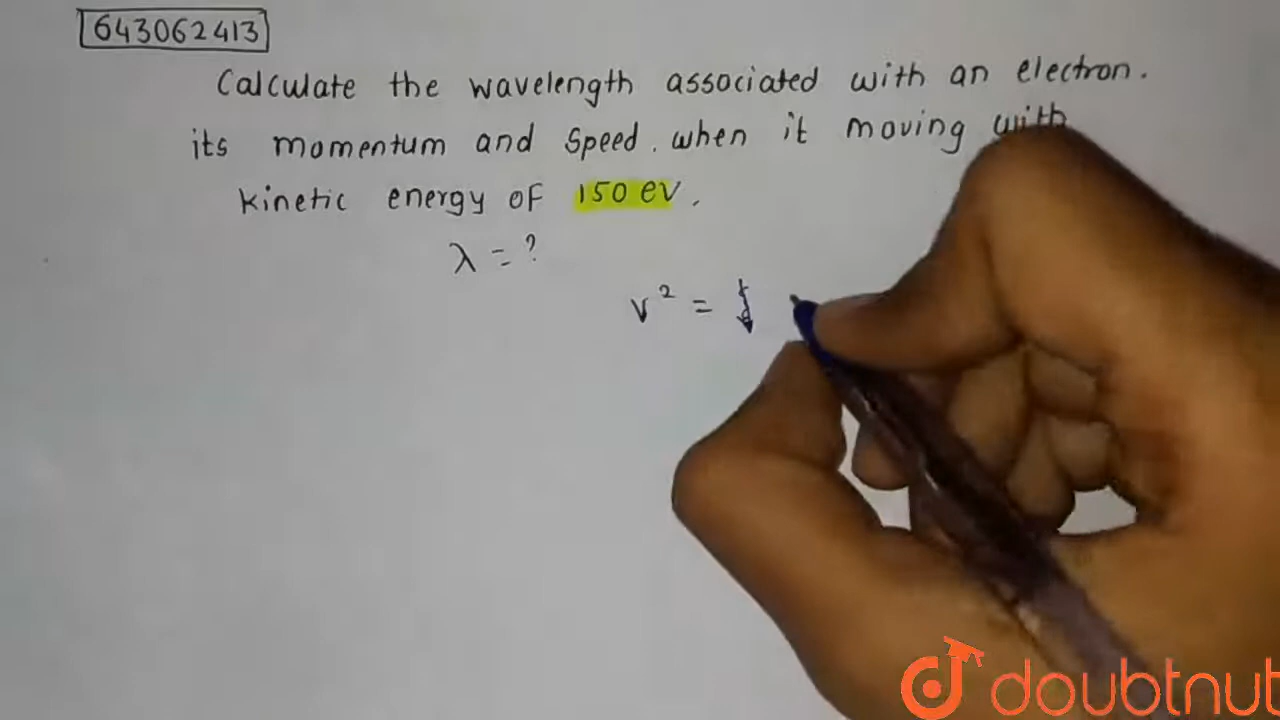 643062413
Calculate the wavelength associated with an electron.
its momentum and speed. when it moving with
kinetic energy of 150 eV.
λ = ?
v² =
doubtnut